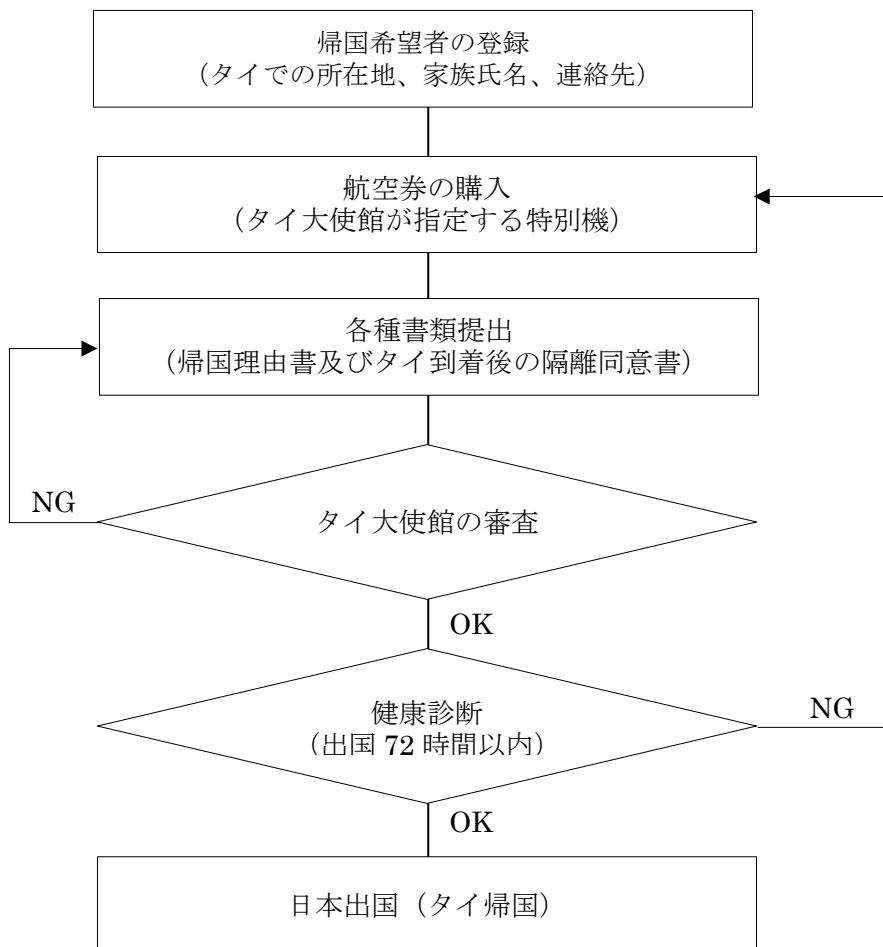 帰国希望者の登録
（タイでの所在地、家族氏名、連絡先）
航空券の購入
（タイ大使館が指定する特別機）
各種書類提出
（帰国理由書及びタイ到着後の隔離同意書）
NG
タイ大使館の審査
OK
健康診断
（出国 72 時間以内）
NG
OK
日本出国（タイ帰国）